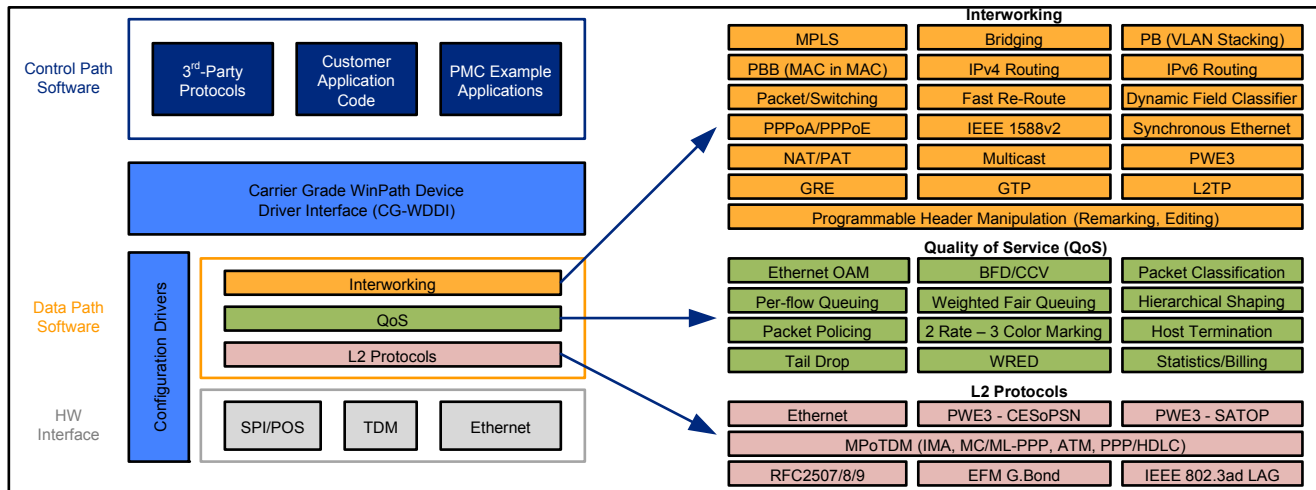 Control Path
Software
3rd-Party
Protocols
Customer
Application
Code
PMC Example
Applications
Carrier Grade WinPath Device
Driver Interface (CG-WDDI)
Data Path
Software
Configuration Drivers
Interworking
QoS
L2 Protocols
HW
Interface
SPI/POS
TDM
Ethernet
Interworking
MPLS
Bridging
PB (VLAN Stacking)
PBB (MAC in MAC)
IPv4 Routing
IPv6 Routing
Packet/Switching
Fast Re-Route
Dynamic Field Classifier
PPPoA/PPPoE
IEEE 1588v2
Synchronous Ethernet
NAT/PAT
Multicast
PWE3
GRE
GTP
L2TP
Programmable Header Manipulation (Remarking, Editing)
Quality of Service (QoS)
Ethernet OAM
BFD/CCV
Packet Classification
Per-flow Queuing
Weighted Fair Queuing
Hierarchical Shaping
Packet Policing
2 Rate – 3 Color Marking
Host Termination
Tail Drop
WRED
Statistics/Billing
L2 Protocols
Ethernet
PWE3 - CESoPSN
PWE3 - SATOP
MPoTDM (IMA, MC/ML-PPP, ATM, PPP/HDLC)
RFC2507/8/9
EFM G.Bond
IEEE 802.3ad LAG